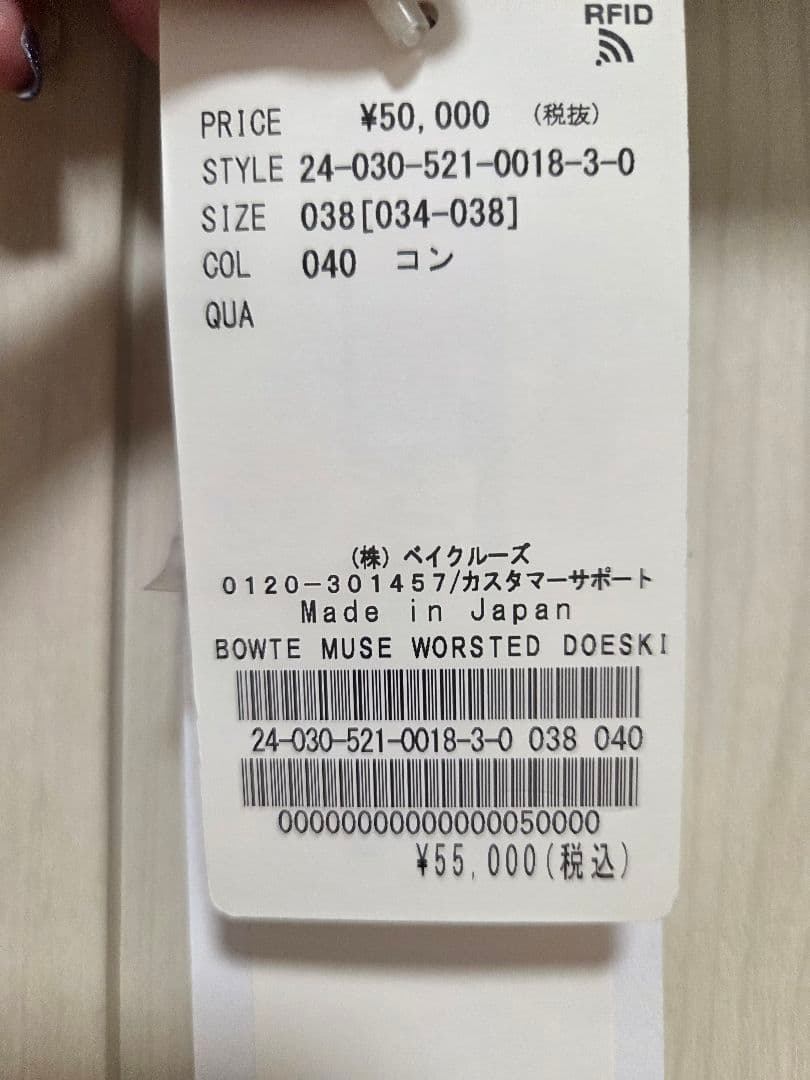 RFID
PRICE ¥50,000 (税抜)
STYLE 24-030-521-0018-3-0
SIZE 038[034-038]
COL 040 コン
QUA
(株) ベイクルーズ
0120-301457/カスタマーサポート
Made in Japan
BOWTE MUSE WORSTED DOESKI
24-030-521-0018-3-0 038 040
00000000000000050000
¥55,000(税込)